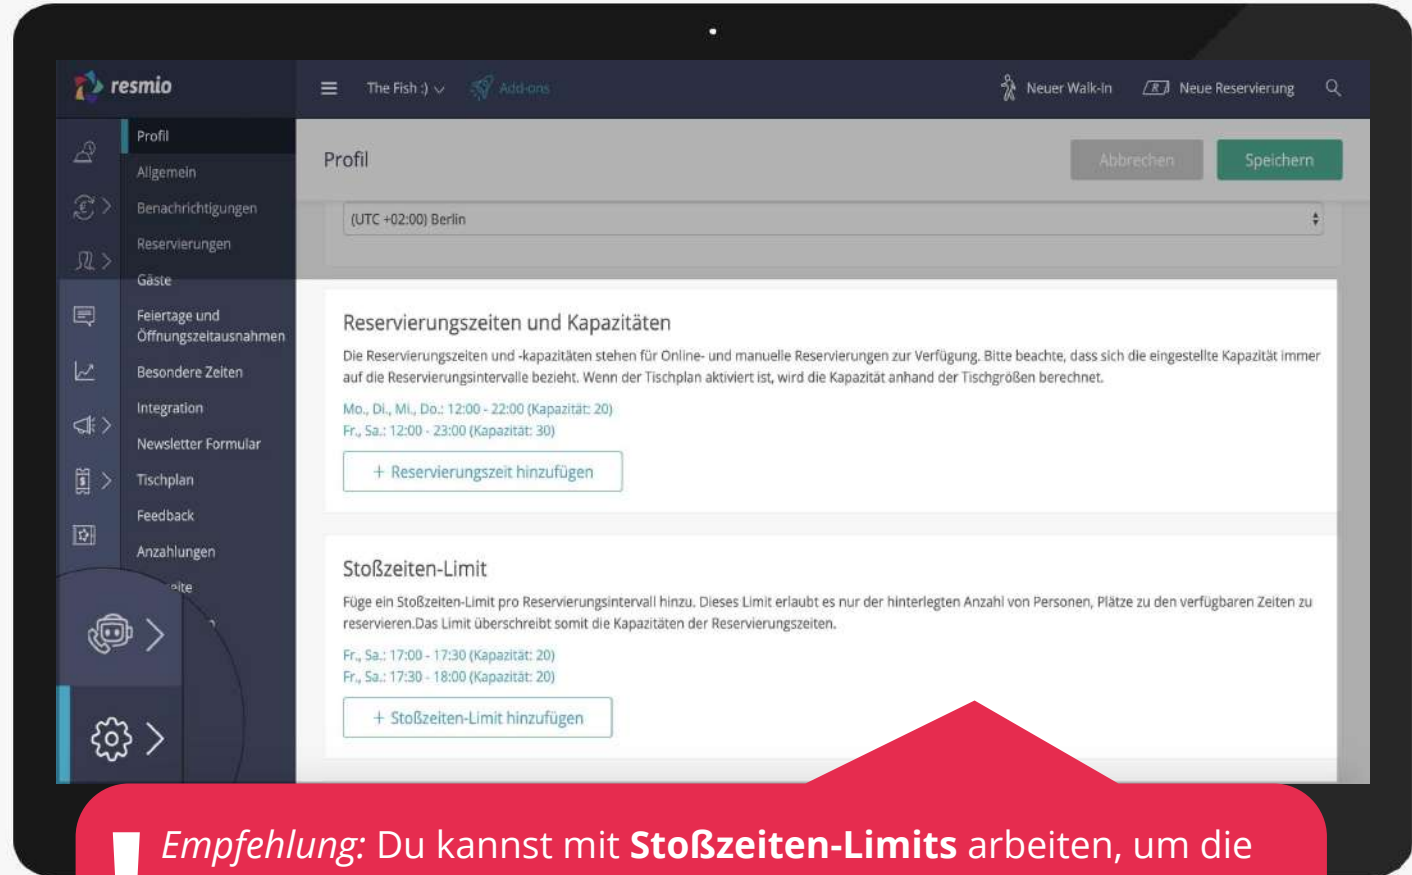 resmio
The Fish :)
Add-ons
Neuer Walk-In
Neue Reservierung
Profil
Allgemein
Benachrichtigungen
Reservierungen
Gäste
Feiertage und
Öffnungszeitausnahmen
Besondere Zeiten
Integration
Newsletter Formular
Tischplan
Feedback
Anzahlungen
Profil
Abbrechen
Speichern
(UTC +02:00) Berlin
Reservierungszeiten und Kapazitäten
Die Reservierungszeiten und -kapazitäten stehen für Online- und manuelle Reservierungen zur Verfügung. Bitte beachte, dass sich die eingestellte Kapazität immer
auf die Reservierungsintervalle bezieht. Wenn der Tischplan aktiviert ist, wird die Kapazität anhand der Tischgrößen berechnet.
Mo., Di., Mi., Do.: 12:00 - 22:00 (Kapazität: 20)
Fr., Sa.: 12:00 - 23:00 (Kapazität: 30)
+ Reservierungszeit hinzufügen
Stoßzeiten-Limit
Füge ein Stoßzeiten-Limit pro Reservierungsintervall hinzu. Dieses Limit erlaubt es nur der hinterlegten Anzahl von Personen, Plätze zu den verfügbaren Zeiten zu
reservieren.Das Limit überschreibt somit die Kapazitäten der Reservierungszeiten.
Fr., Sa.: 17:00 - 17:30 (Kapazität: 20)
Fr., Sa.: 17:30 - 18:00 (Kapazität: 20)
+ Stoßzeiten-Limit hinzufügen
Empfehlung: Du kannst mit Stoßzeiten-Limits arbeiten, um die